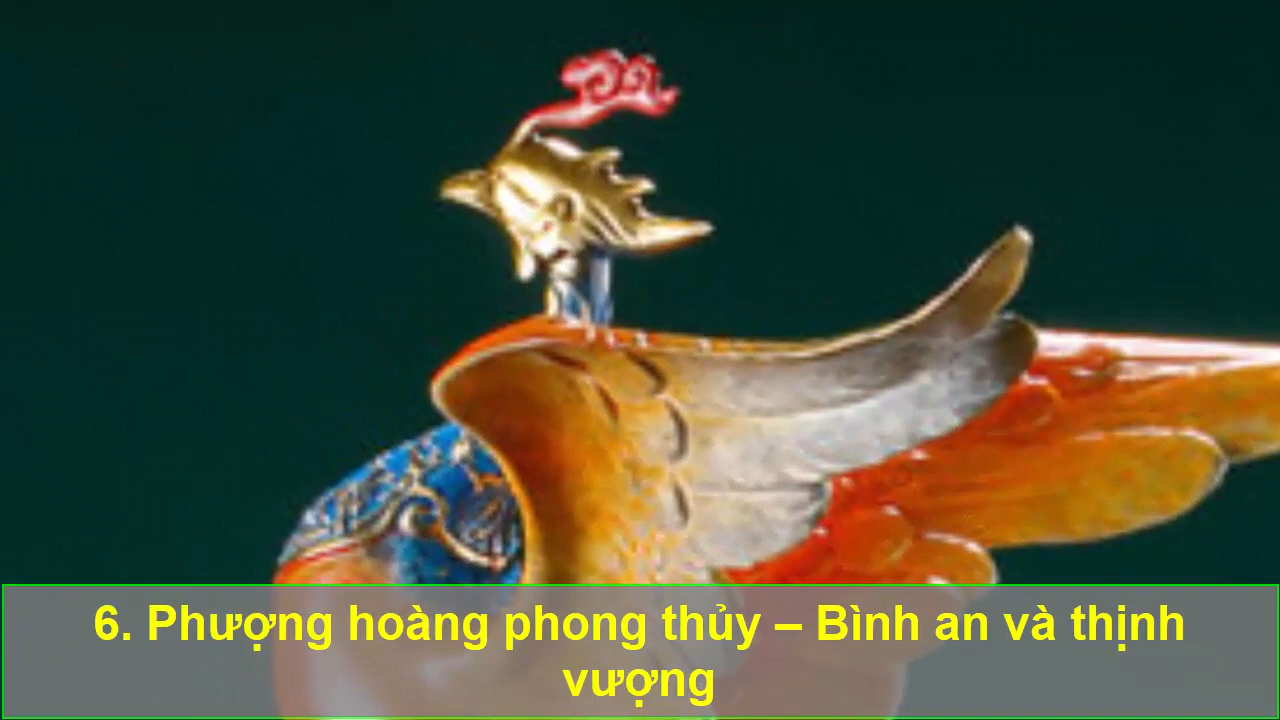 6. Phượng hoàng phong thủy – Bình an và thịnh
vượng